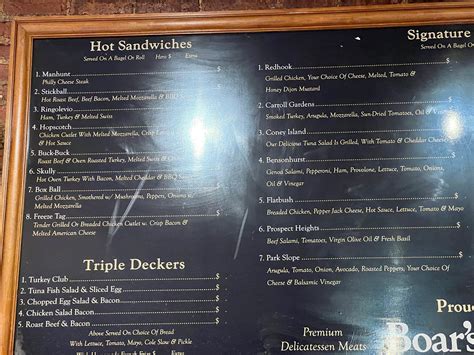 Hot Sandwiches
Served On A Bagel Or Roll Hero $ Extra
1. Manhunt $
Philly Cheese Steak
2. Stickball $
Hot Roast Beef, Beef Bacon, Melted Mozzarella & BBQ
3. Ringolevio $
Ham, Turkey & Melted Swiss
4. Hopscotch $
Chicken Cutlet With Melted Mozzarella, Crisp
& Hot Sauce
5. Buck-Buck $
Roast Beef & Oven Roasted Turkey, Melted Swiss
6. Skully $
Hot Oven Turkey With Bacon, Melted Cheddar & BBQ
7. Box Ball $
Grilled Chicken, Smothered w/ Mushrooms, Peppers, Onions
Melted Mozzarella
8. Freeze Tag $
Tender Grilled Or Breaded Chicken Cutlet w. Crisp Bacon &
Melted American Cheese
Triple Deckers
1. Turkey Club $
2. Tuna Fish Salad & Sliced Egg $
3. Chopped Egg Salad & Bacon $
4. Chicken Salad Bacon $
5. Roast Beef & Bacon $
Above Served On Choice Of Bread
With Lettuce, Tomato, Mayo, Cole Slaw & Pickle
Signature
Served On A Bagel
1. Redhook $
Grilled Chicken, Your Choice Of Cheese, Melted, Tomato &
Honey Dijon Mustard
2. Carroll Gardens $
Smoked Turkey, Arugula, Mozzarella, Sun-Dried Tomatoes, Oil
3. Coney Island $
Our Delicious Tuna Salad Is Grilled, With Tomato & Cheddar Cheese
4. Bensonhurst $
Genoa Salami, Pepperoni, Ham, Provolone, Lettuce, Tomato, Onions,
Oil & Vinegar
5. Flatbush $
Breaded Chicken, Pepper Jack Cheese, Hot Sauce, Lettuce, Tomato & Mayo
6. Prospect Heights $
Beef Salami, Tomatoes, Virgin Olive Oil & Fresh Basil
7. Park Slope $
Arugula, Tomato, Onion, Avocado, Roasted Peppers, Your Choice Of
Cheese & Balsamic Vinegar
Premium
Delicatessen Meats
Prou
Boar's